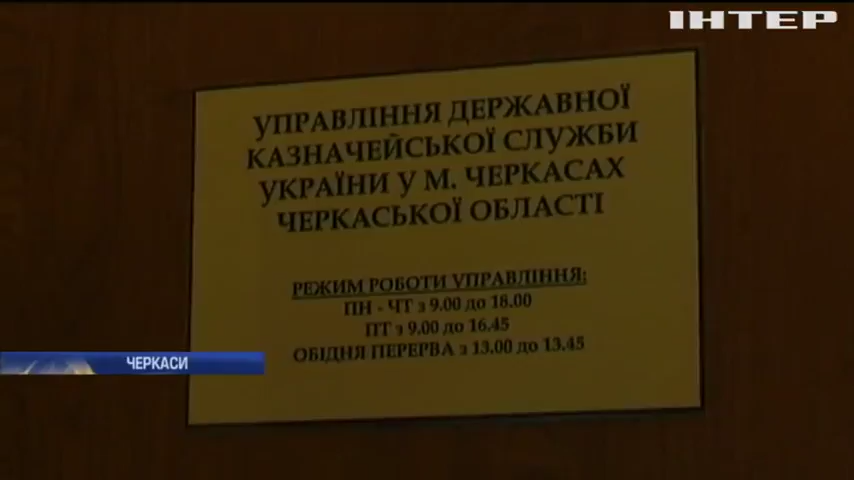 ІНТЕР
УПРАВЛІННЯ ДЕРЖАВНОЇ
КАЗНАЧЕЙСЬКОЇ СЛУЖБИ
УКРАЇНИ У М. ЧЕРКАСАХ
ЧЕРКАСЬКОЇ ОБЛАСТІ
РЕЖИМ РОБОТИ УПРАВЛІННЯ:
ПН - ЧТ з 9.00 до 18.00
ПТ з 9.00 до 16.45
ОБІДНЯ ПЕРЕРВА з 13.00 до 13.45
ЧЕРКАСИ